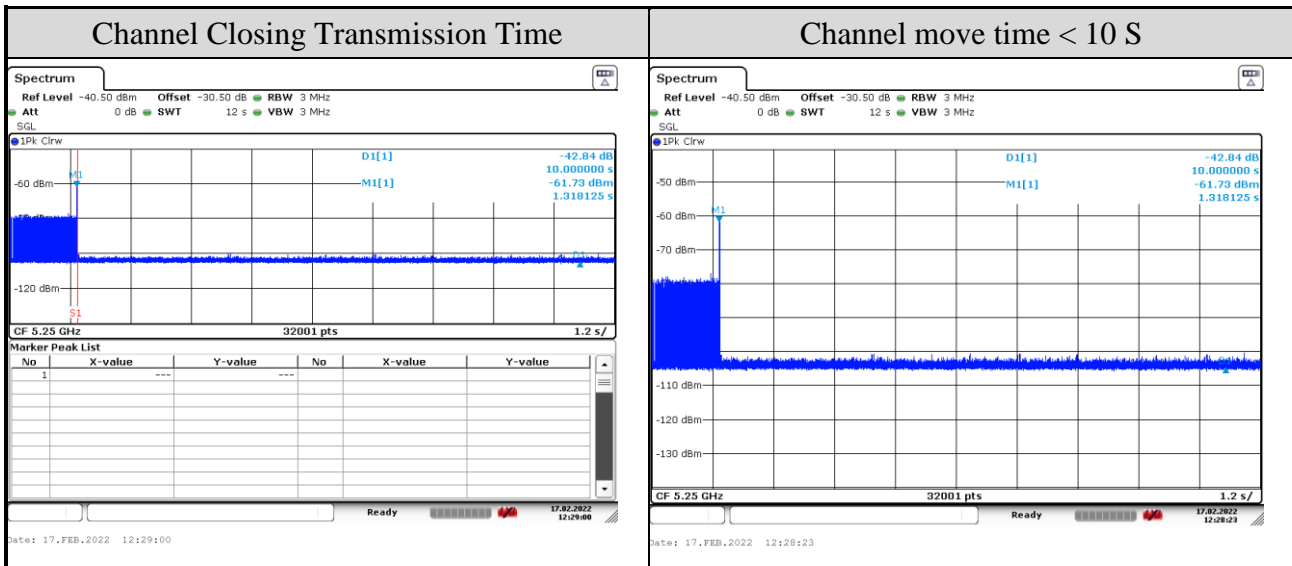 Channel Closing Transmission Time
Spectrum
Ref Level -40.50 dBm Offset -30.50 dB RBW 3 MHz
Att 0 dB SWT 12 s VBW 3 MHz
SGL
1Pk Clrw
D1[1] -42.84 dB
10.000000 s
M1
-60 dBm
M1[1] -61.73 dBm
1.318125 s
-120 dBm
S1
CF 5.25 GHz 32001 pts 1.2 s/
Marker Peak List
No X-value Y-value No X-value Y-value
1 --- ---
Ready 17.02.2022
12:29:00
Date: 17.FEB.2022 12:29:00
Channel move time < 10 S
Spectrum
Ref Level -40.50 dBm Offset -30.50 dB RBW 3 MHz
Att 0 dB SWT 12 s VBW 3 MHz
SGL
1Pk Clrw
D1[1] -42.84 dB
10.000000 s
-50 dBm
M1[1] -61.73 dBm
1.318125 s
M1
-60 dBm
-70 dBm
-110 dBm
-120 dBm
-130 dBm
CF 5.25 GHz 32001 pts 1.2 s/
Ready 17.02.2022
12:28:23
Date: 17.FEB.2022 12:28:23